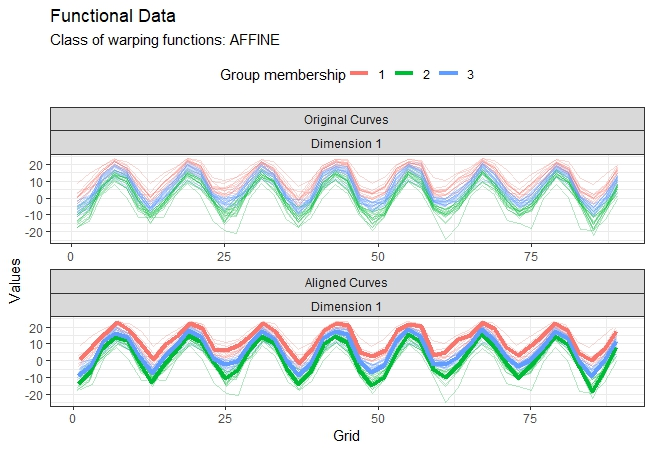 Functional Data
Class of warping functions: AFFINE
Group membership 1 2 3
Original Curves
Dimension 1
20
10
0
-10
-20
0 25 50 75
Aligned Curves
Dimension 1
20
10
0
-10
-20
0 25 50 75
Values
Grid